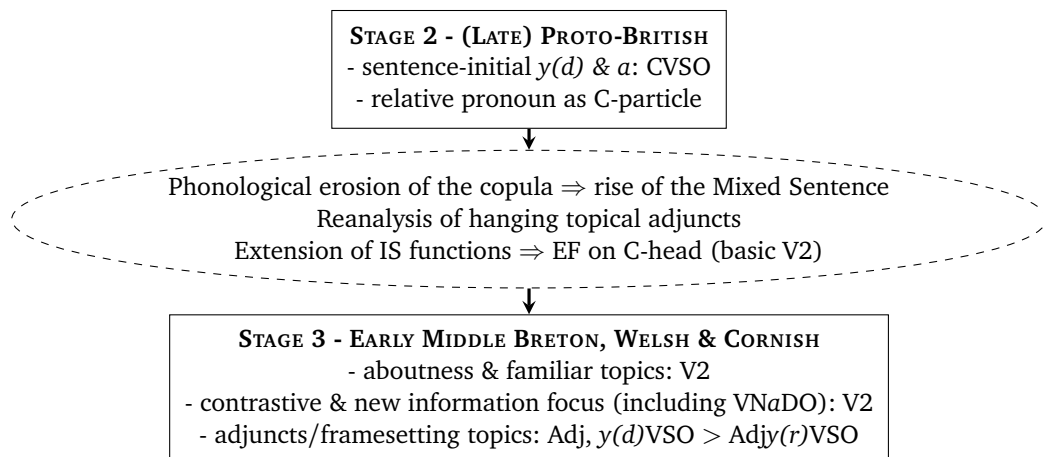 STAGE 2 - (LATE) PROTO-BRITISH
- sentence-initial y(d) & a: CVSO
- relative pronoun as C-particle
Phonological erosion of the copula ⇒ rise of the Mixed Sentence
Reanalysis of hanging topical adjuncts
Extension of IS functions ⇒ EF on C-head (basic V2)
STAGE 3 - EARLY MIDDLE BRETON, WELSH & CORNISH
- aboutness & familiar topics: V2
- contrastive & new information focus (including VNaDO): V2
- adjuncts/framesetting topics: Adj, y(d)VSO > Adjy(r)VSO